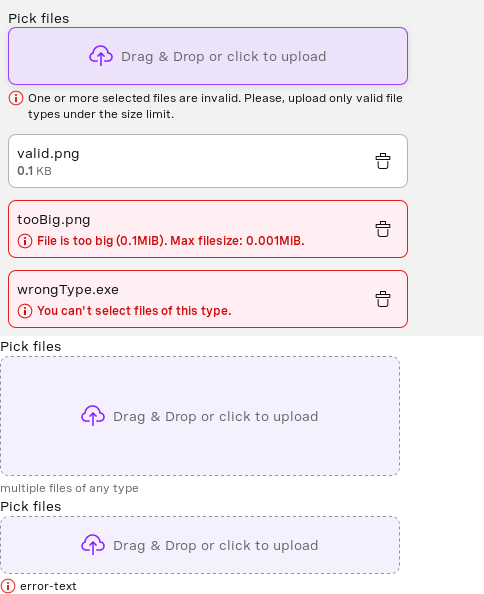 Pick files
Drag & Drop or click to upload
One or more selected files are invalid. Please, upload only valid file
types under the size limit.
valid.png
0.1 KB
tooBig.png
File is too big (0.1MiB). Max filesize: 0.001MiB.
wrongType.exe
You can't select files of this type.
Pick files
Drag & Drop or click to upload
multiple files of any type
Pick files
Drag & Drop or click to upload
error-text